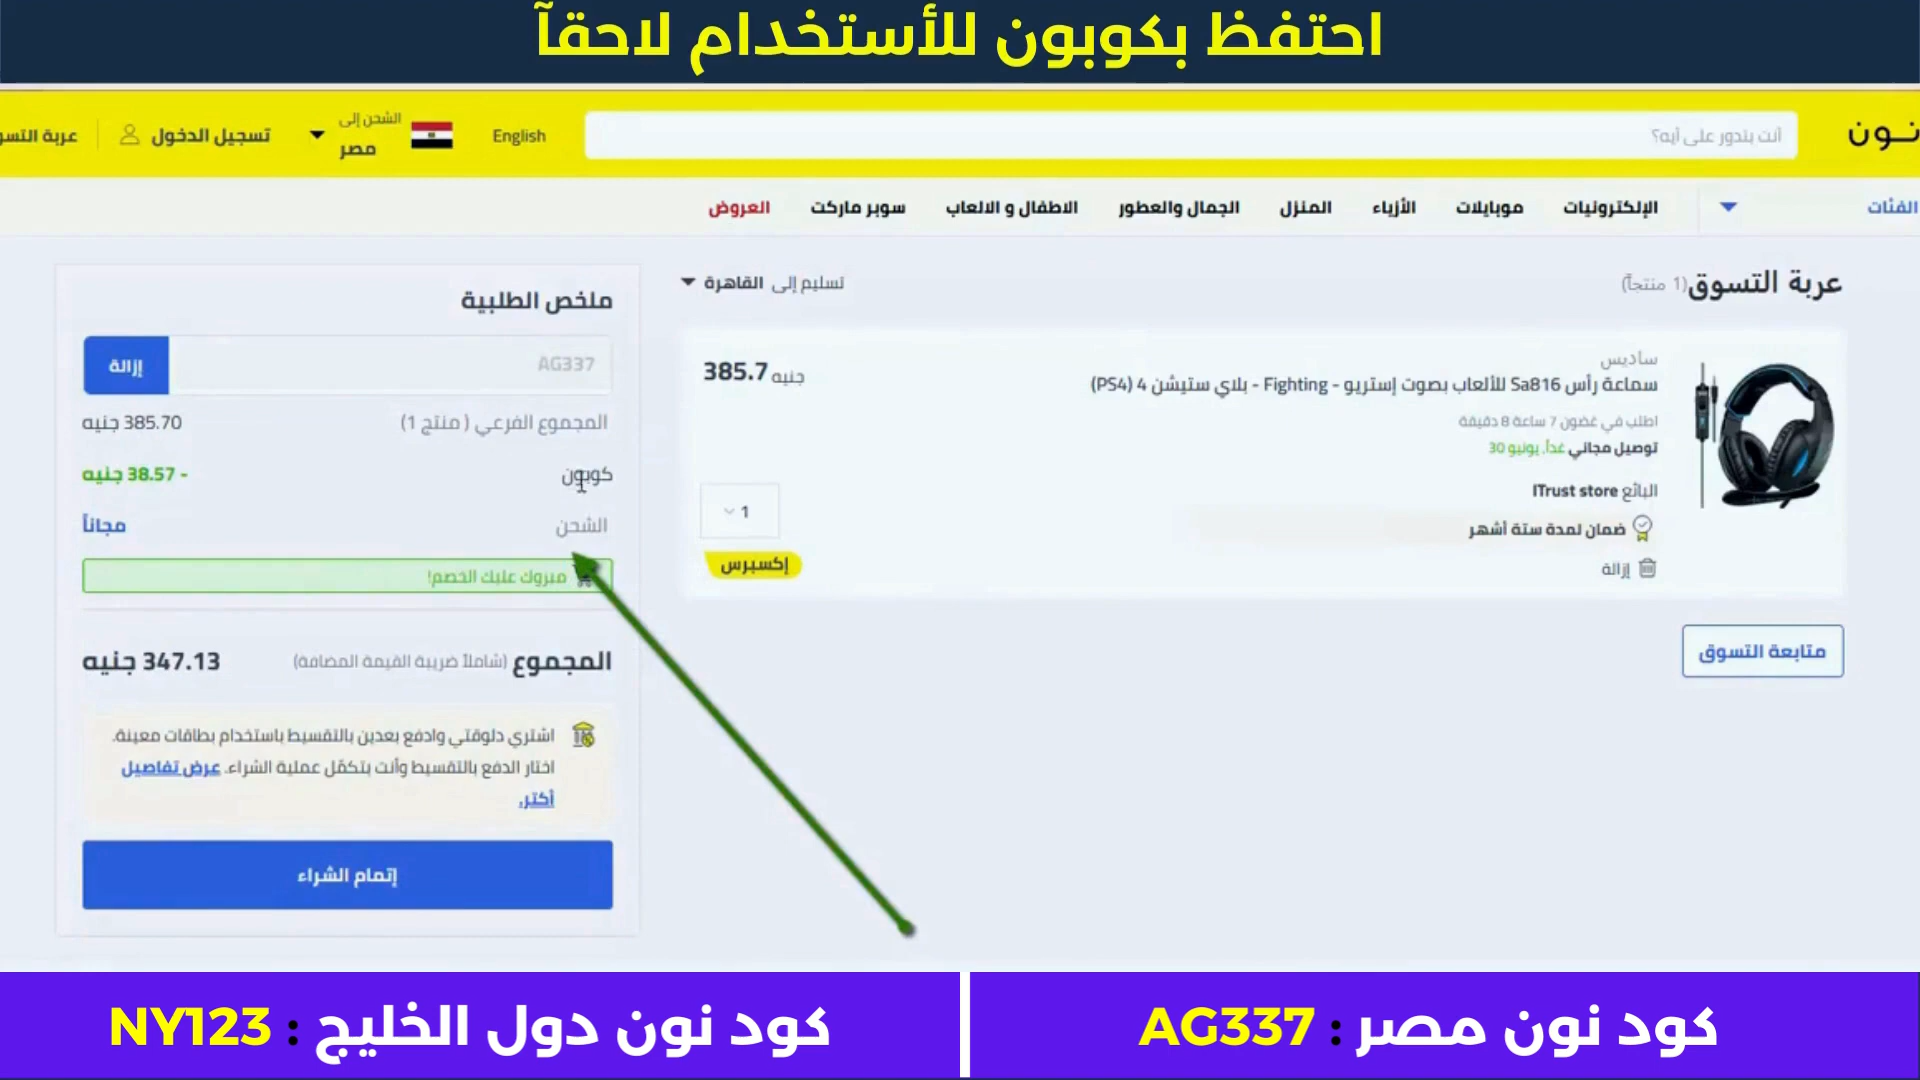 احتفظ بكوبون للأستخدام لاحقآ
نون
أنت بتدور على أيه؟
English
الشحن إلى
مصر
تسجيل الدخول
عربة التسو
الفئات
الإلكترونيات
موبايلات
الأزياء
المنزل
الجمال والعطور
الاطفال و الالعاب
سوبر ماركت
العروض
عربة التسوق (1 منتجاً)
تسليم إلى القاهرة
ساديس
سماعة رأس Sa816 للألعاب بصوت إستريو - Fighting - بلاي ستيشن 4 (PS4)
جنيه 385.7
اطلب في غضون 7 ساعة 8 دقيقة
توصيل مجاني غداً, يونيو 30
البائع ITrust store
ضمان لمدة ستة أشهر
إزالة
1
إكسبرس
متابعة التسوق
ملخص الطلبية
AG337
إزالة
المجموع الفرعي ( منتج 1)
385.70 جنيه
كوبون
- 38.57 جنيه
الشحن
مجاناً
مبروك عليك الخصم!
المجموع (شاملاً ضريبة القيمة المضافة)
347.13 جنيه
اشتري دلوقتي وادفع بعدين بالتقسيط باستخدام بطاقات معينة.
اختار الدفع بالتقسيط وأنت بتكمّل عملية الشراء. عرض تفاصيل
أكتر.
إتمام الشراء
كود نون مصر : AG337
كود نون دول الخليج : NY123